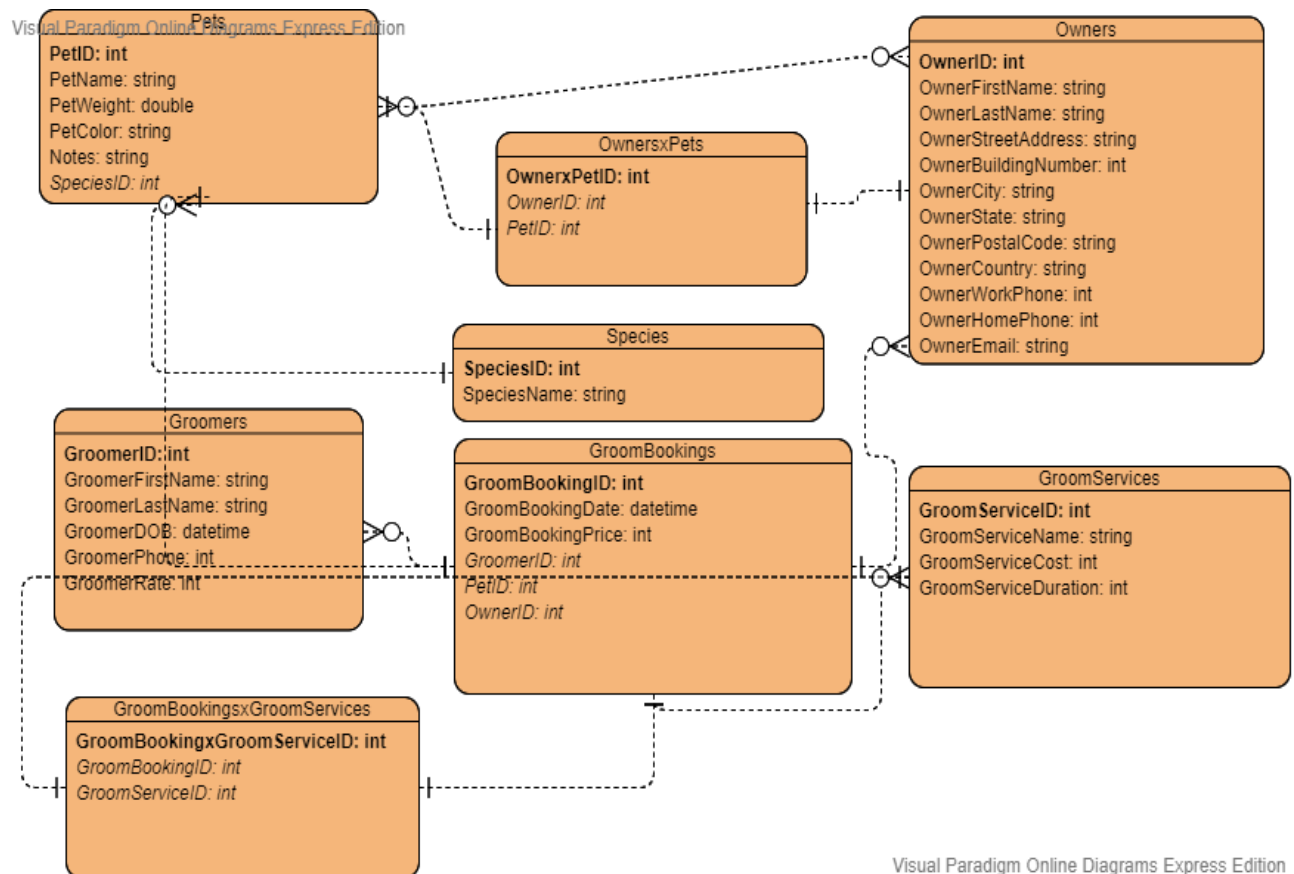 Visual Paradigm Online Diagrams Express Edition
Pets
PetID: int
PetName: string
PetWeight: double
PetColor: string
Notes: string
SpeciesID: int
Owners
OwnerID: int
OwnerFirstName: string
OwnerLastName: string
OwnerStreetAddress: string
OwnerBuildingNumber: int
OwnerCity: string
OwnerState: string
OwnerPostalCode: string
OwnerCountry: string
OwnerWorkPhone: int
OwnerHomePhone: int
OwnerEmail: string
OwnersxPets
OwnerxPetID: int
OwnerID: int
PetID: int
Species
SpeciesID: int
SpeciesName: string
Groomers
GroomerID: int
GroomerFirstName: string
GroomerLastName: string
GroomerDOB: datetime
GroomerPhone: int
GroomerRate: int
GroomBookings
GroomBookingID: int
GroomBookingDate: datetime
GroomBookingPrice: int
GroomerID: int
PetID: int
OwnerID: int
GroomServices
GroomServiceID: int
GroomServiceName: string
GroomServiceCost: int
GroomServiceDuration: int
GroomBookingsxGroomServices
GroomBookingxGroomServiceID: int
GroomBookingID: int
GroomServiceID: int
Visual Paradigm Online Diagrams Express Edition